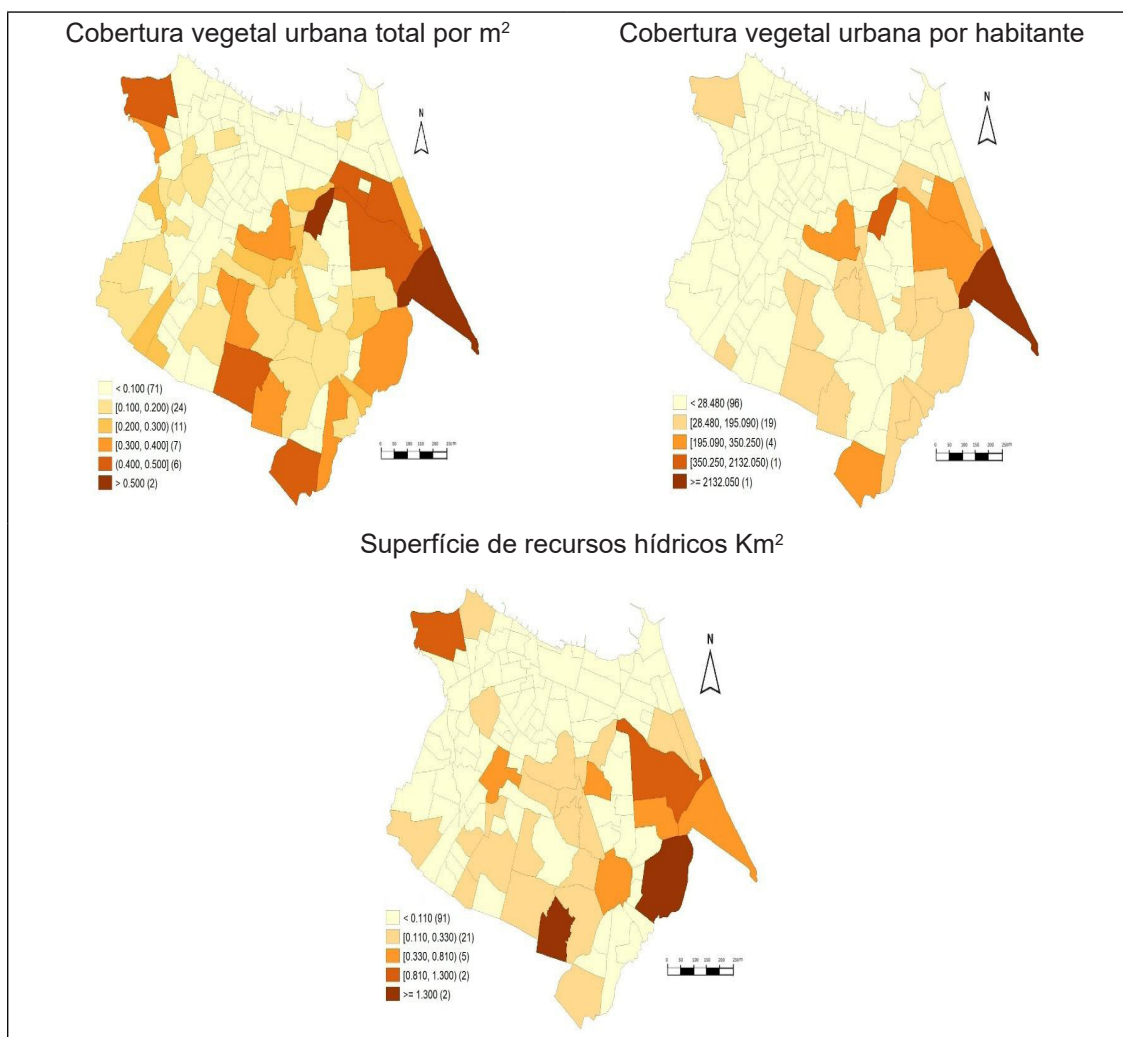 Cobertura vegetal urbana total por m²
Cobertura vegetal urbana por habitante
N
< 0.100 (71)
[0.100, 0.200) (24)
[0.200, 0.300) (11)
[0.300, 0.400] (7)
(0.400, 0.500] (6)
> 0.500 (2)
N
< 28.480 (96)
[28.480, 195.090) (19)
[195.090, 350.250) (4)
[350.250, 2132.050) (1)
>= 2132.050 (1)
Superfície de recursos hídricos Km²
N
< 0.110 (91)
[0.110, 0.330) (21)
[0.330, 0.810) (5)
[0.810, 1.300) (2)
>= 1.300 (2)